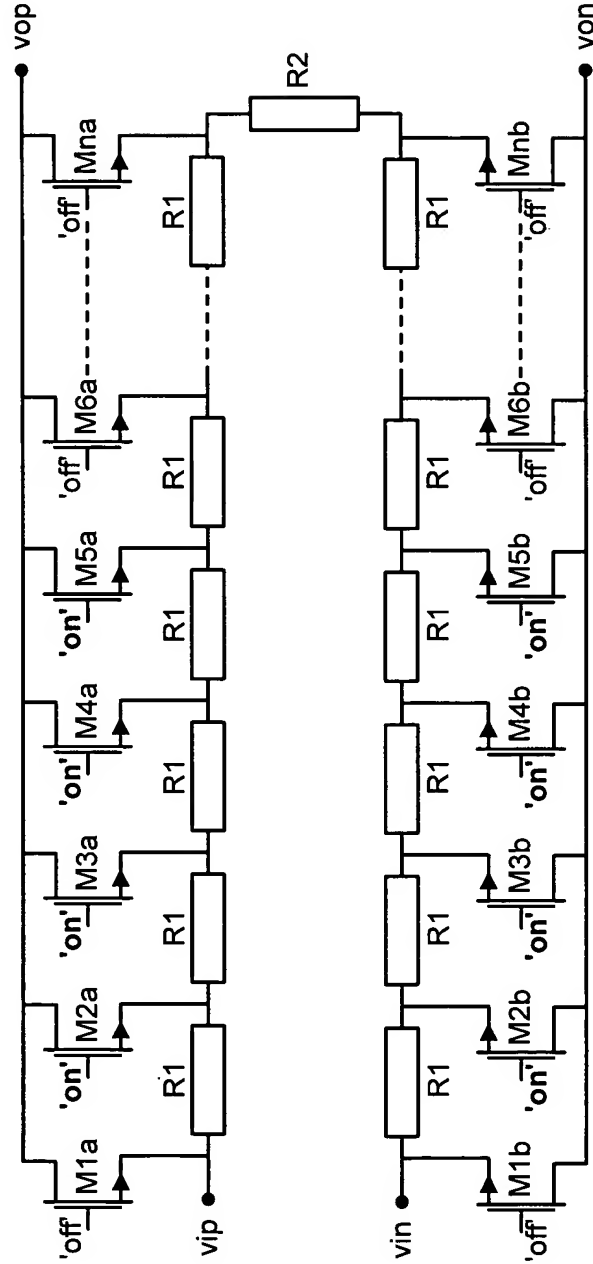 vop
M1a
M2a
M3a
M4a
M5a
M6a
Mna
'off'
'on'
'on'
'on'
'on'
'off'
'off'
vip
R1
R1
R1
R1
R1
R1
R2
vin
R1
R1
R1
R1
R1
R1
M1b
M2b
M3b
M4b
M5b
M6b
Mnb
'off'
'on'
'on'
'on'
'on'
'off'
'off'
von